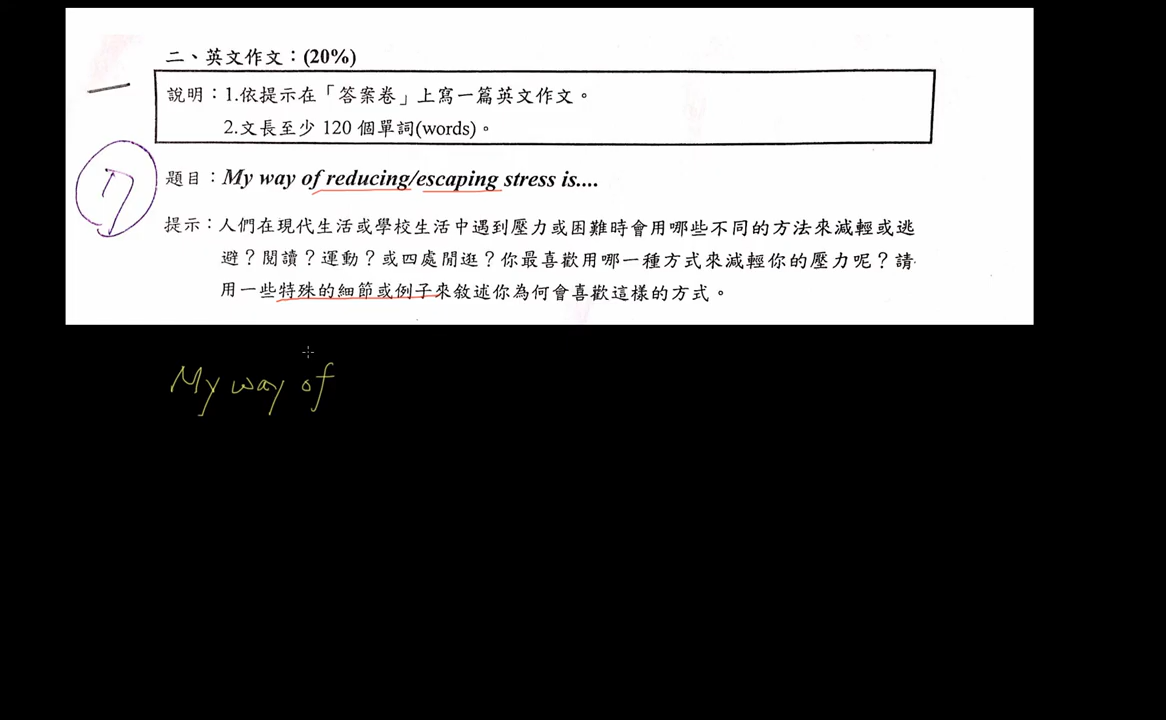 二、英文作文：(20%)
說明：1.依提示在「答案卷」上寫一篇英文作文。
2.文長至少 120 個單詞(words)。
題目：My way of reducing/escaping stress is....
提示：人們在現代生活或學校生活中遇到壓力或困難時會用哪些不同的方法來減輕或逃
避？閱讀？運動？或四處閒逛？你最喜歡用哪一種方式來減輕你的壓力呢？請
用一些特殊的細節或例子來敘述你為何會喜歡這樣的方式。
My way of